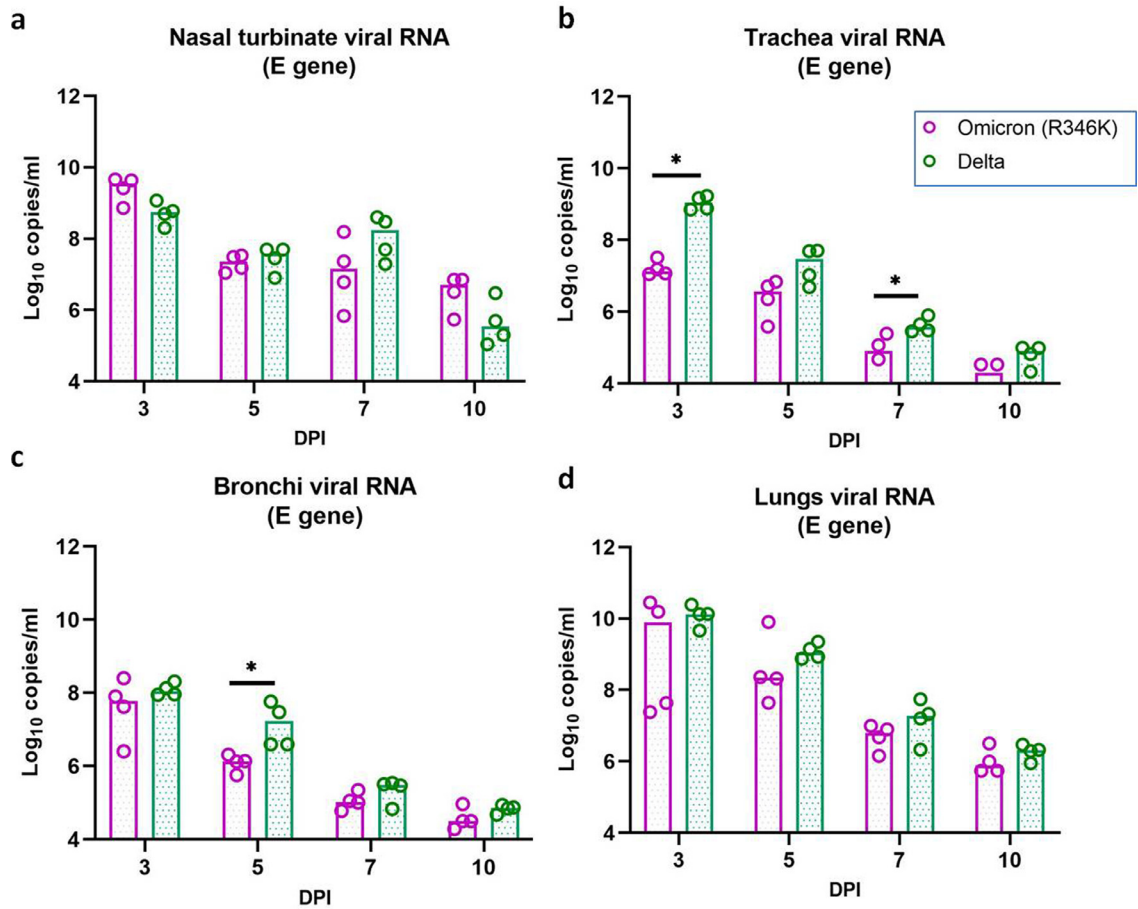 a
Nasal turbinate viral RNA
(E gene)
Log10 copies/ml
12
10
8
6
4
3 5 7 10
DPI
b
Trachea viral RNA
(E gene)
Log10 copies/ml
12
10
8
6
4
*
*
Omicron (R346K)
Delta
3 5 7 10
DPI
c
Bronchi viral RNA
(E gene)
Log10 copies/ml
12
10
8
6
4
*
3 5 7 10
DPI
d
Lungs viral RNA
(E gene)
Log10 copies/ml
12
10
8
6
4
3 5 7 10
DPI